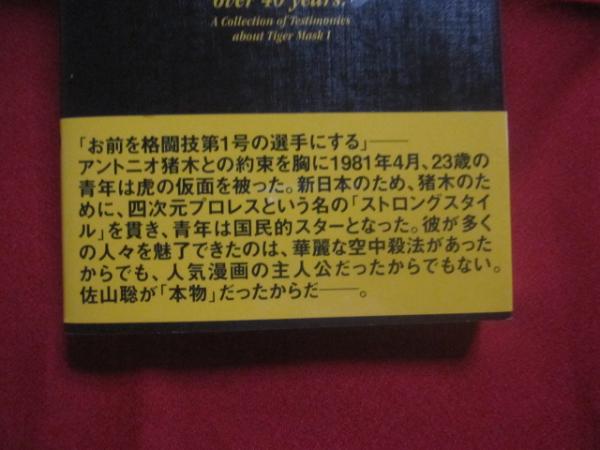 over 40 years.
A Collection of Testimonies
about Tiger Mask I
「お前を格闘技第1号の選手にする」——
アントニオ猪木との約束を胸に1981年4月、23歳の
青年は虎の仮面を被った。新日本のため、猪木のた
めに、四次元プロレスという名の「ストロングスタイ
ル」を貫き、青年は国民的スターとなった。彼が多く
の人々を魅了できたのは、華麗な空中殺法があった
からでも、人気漫画の主人公だったからでもない。
佐山聡が「本物」だったからだ——。